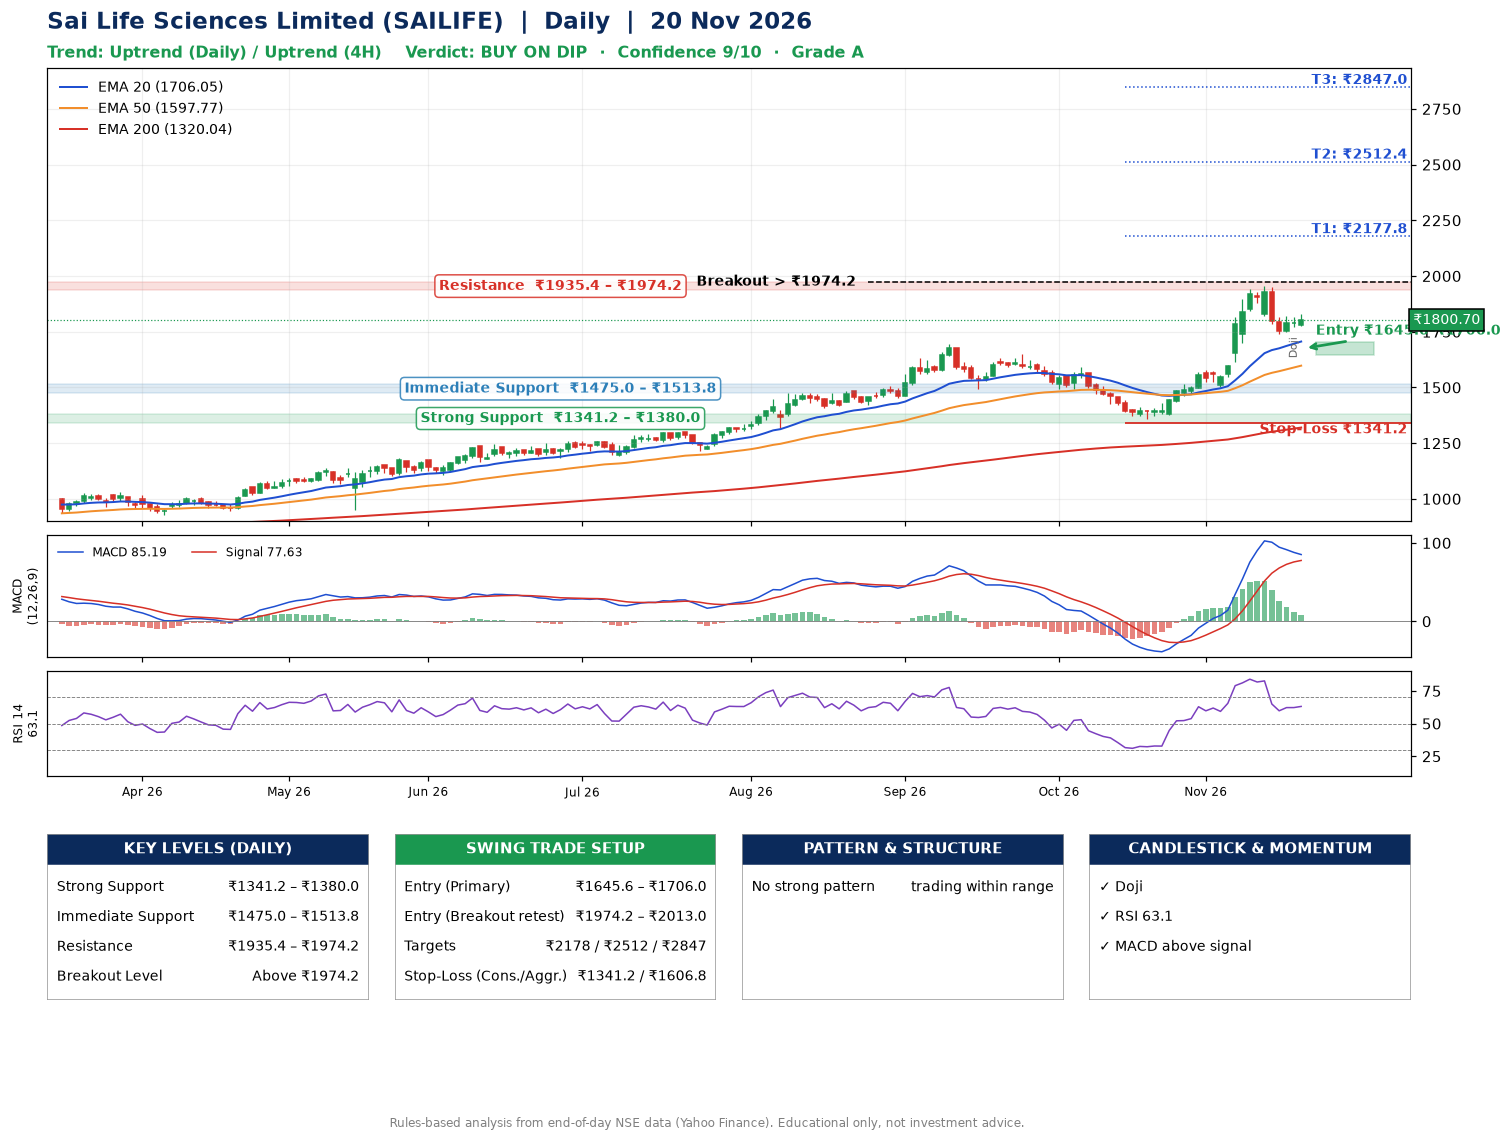 Sai Life Sciences Limited (SAILIFE) | Daily | 20 Nov 2026
Trend: Uptrend (Daily) / Uptrend (4H) Verdict: BUY ON DIP · Confidence 9/10 · Grade A
EMA 20 (1706.05)
EMA 50 (1597.77)
EMA 200 (1320.04)
T3: ₹2847.0
T2: ₹2512.4
T1: ₹2177.8
2750
2500
2250
2000
1500
1250
1000
Resistance ₹1935.4 – ₹1974.2
Breakout > ₹1974.2
₹1800.70
Doji
Immediate Support ₹1475.0 – ₹1513.8
Strong Support ₹1341.2 – ₹1380.0
Stop-Loss ₹1341.2
MACD
(12,26,9)
MACD 85.19
Signal 77.63
100
0
RSI 14
63.1
75
50
25
Apr 26
May 26
Jun 26
Jul 26
Aug 26
Sep 26
Oct 26
Nov 26
KEY LEVELS (DAILY)
Strong Support ₹1341.2 – ₹1380.0
Immediate Support ₹1475.0 – ₹1513.8
Resistance ₹1935.4 – ₹1974.2
Breakout Level Above ₹1974.2
SWING TRADE SETUP
Entry (Primary) ₹1645.6 – ₹1706.0
Entry (Breakout retest) ₹1974.2 – ₹2013.0
Targets ₹2178 / ₹2512 / ₹2847
Stop-Loss (Cons./Aggr.) ₹1341.2 / ₹1606.8
PATTERN & STRUCTURE
No strong pattern trading within range
CANDLESTICK & MOMENTUM
✓ Doji
✓ RSI 63.1
✓ MACD above signal
Rules-based analysis from end-of-day NSE data (Yahoo Finance). Educational only, not investment advice.